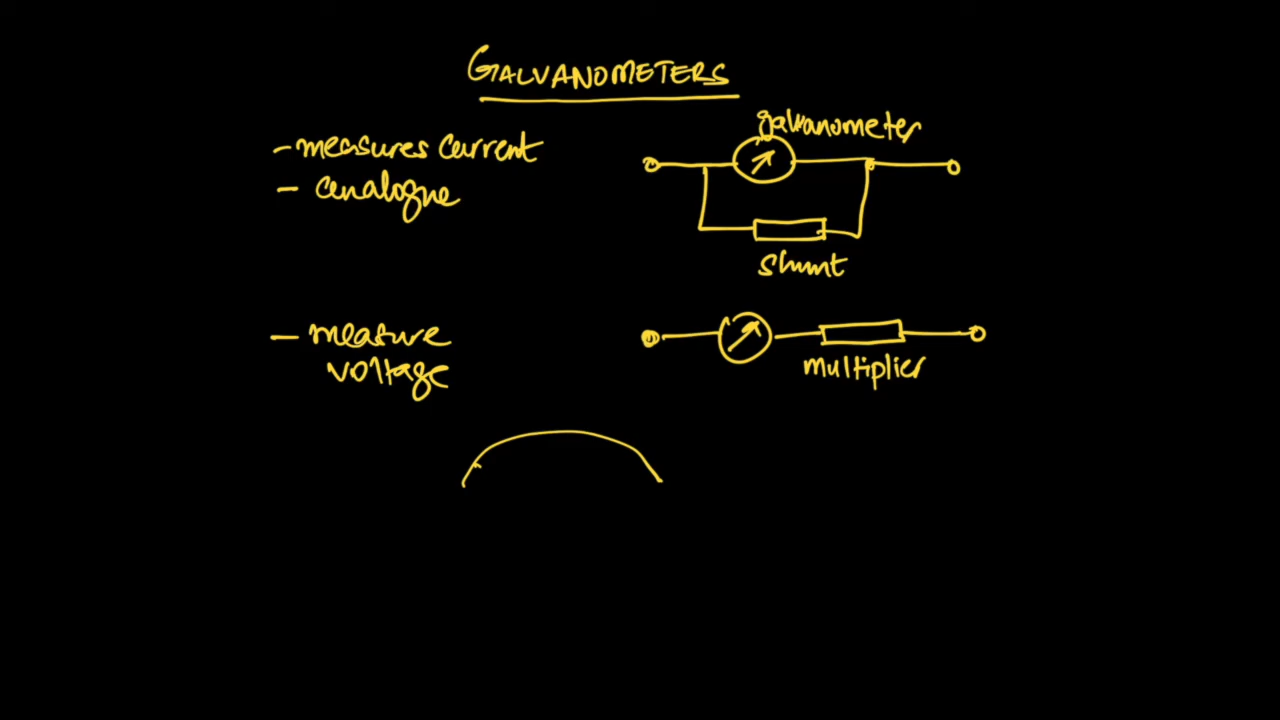 GALVANOMETERS
galvanometer
- measures current
- analogue
shunt
- measure
voltage
multiplier